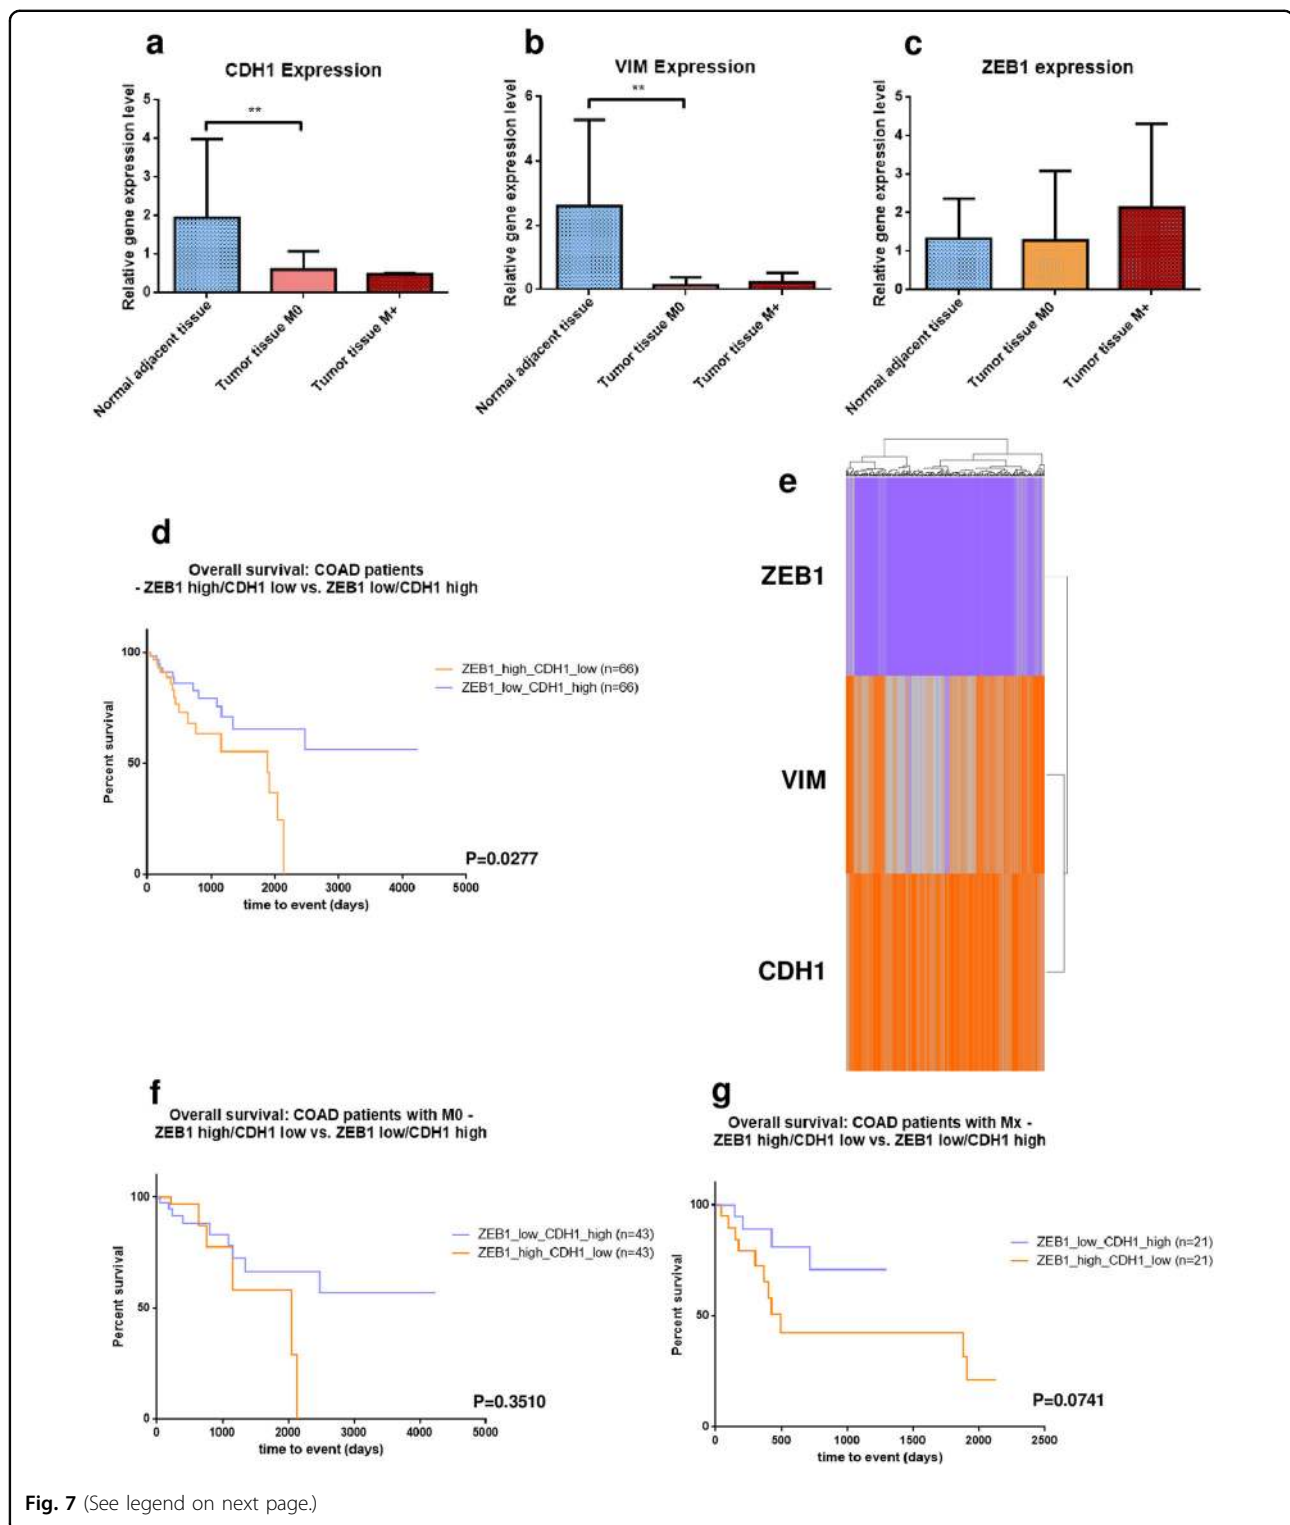 a
CDH1 Expression
Relative gene expression level
5
4
3
2
1
0
**
Normal adjacent tissue
Tumor tissue M0
Tumor tissue M+
b
VIM Expression
Relative gene expression level
6
4
2
0
**
Normal adjacent tissue
Tumor tissue M0
Tumor tissue M+
c
ZEB1 expression
Relative gene expression level
5
4
3
2
1
0
Normal adjacent tissue
Tumor tissue M0
Tumor tissue M+
d
Overall survival: COAD patients
- ZEB1 high/CDH1 low vs. ZEB1 low/CDH1 high
Percent survival
100
50
0
ZEB1_high_CDH1_low (n=66)
ZEB1_low_CDH1_high (n=66)
P=0.0277
0 1000 2000 3000 4000 5000
time to event (days)
e
ZEB1
VIM
CDH1
f
Overall survival: COAD patients with M0 -
ZEB1 high/CDH1 low vs. ZEB1 low/CDH1 high
Percent survival
100
50
0
ZEB1_low_CDH1_high (n=43)
ZEB1_high_CDH1_low (n=43)
P=0.3510
0 1000 2000 3000 4000 5000
time to event (days)
g
Overall survival: COAD patients with Mx -
ZEB1 high/CDH1 low vs. ZEB1 low/CDH1 high
Percent survival
100
50
0
ZEB1_low_CDH1_high (n=21)
ZEB1_high_CDH1_low (n=21)
P=0.0741
0 500 1000 1500 2000 2500
time to event (days)
Fig. 7 (See legend on next page.)